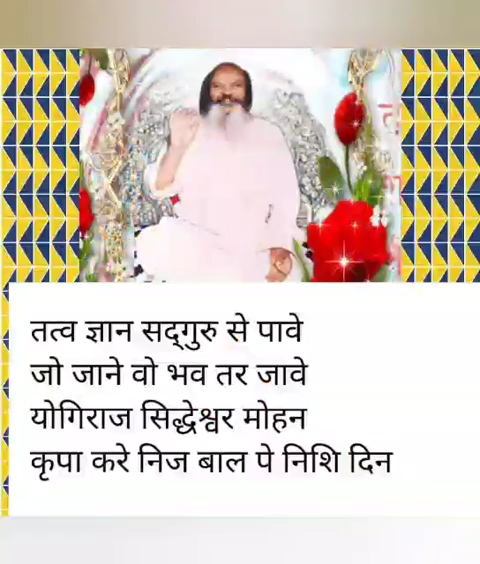 तत्व ज्ञान सद्गुरु से पावे
जो जाने वो भव तर जावे
योगिराज सिद्धेश्वर मोहन
कृपा करे निज बाल पे निशि दिन